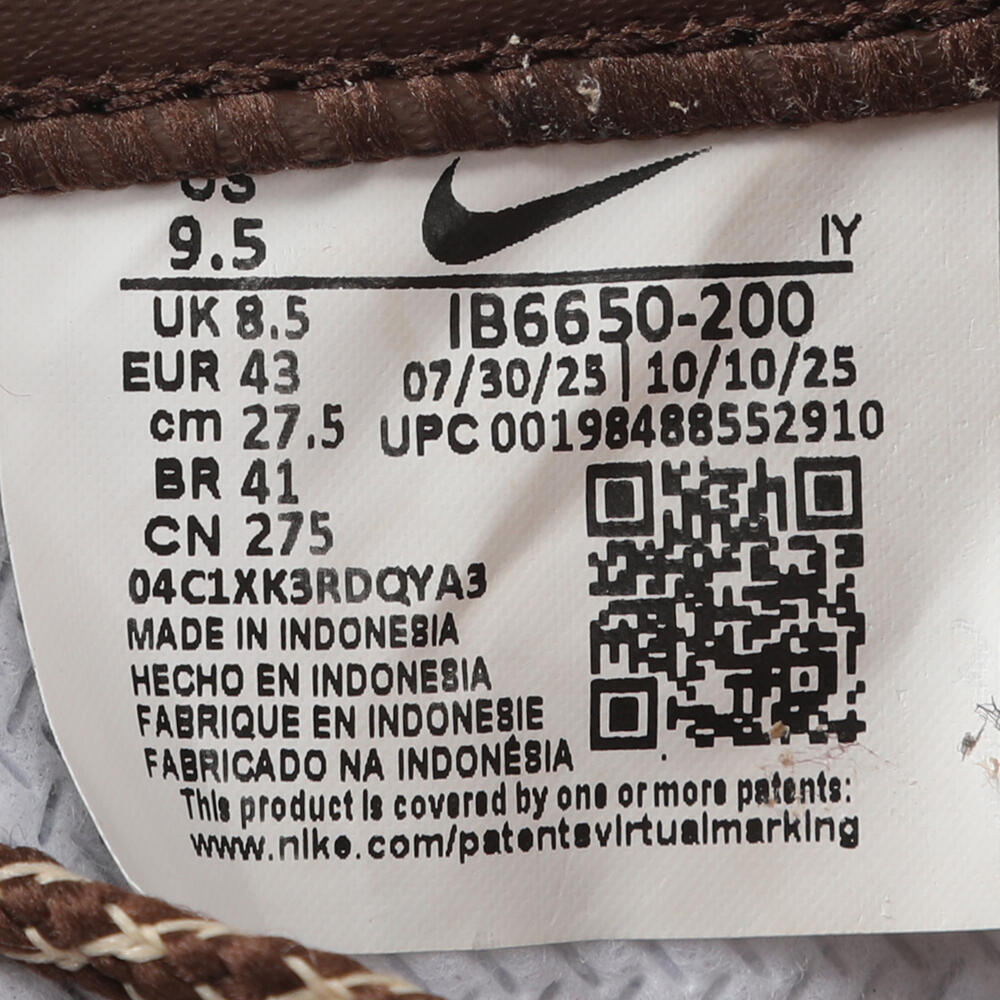 US
9.5
IY
UK 8.5
IB6650-200
EUR 43
07/30/25 | 10/10/25
cm 27.5
UPC 00198488552910
BR 41
CN 275
04C1XK3RDQYA3
MADE IN INDONESIA
HECHO EN INDONESIA
FABRIQUE EN INDONESIE
FABRICADO NA INDONÉSIA
This product is covered by one or more patents:
www.nike.com/patentsvirtualmarking